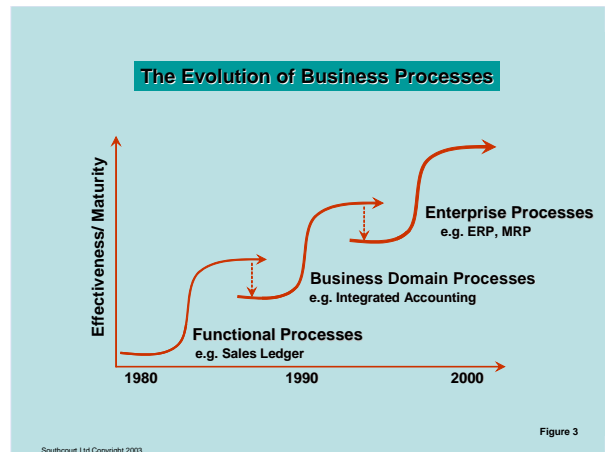 The Evolution of Business Processes
Effectiveness/ Maturity
Enterprise Processes
e.g. ERP, MRP
Business Domain Processes
e.g. Integrated Accounting
Functional Processes
e.g. Sales Ledger
1980 1990 2000
Figure 3
Southcourt Ltd Copyright 2003